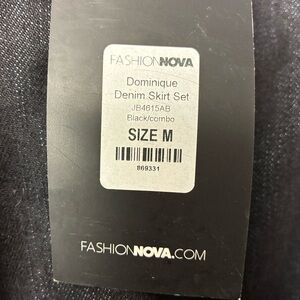 FASHIONNOVA
Dominique
Denim Skirt Set
JB4615AB
Black/combo
SIZE M
869331
FASHIONNOVA.COM